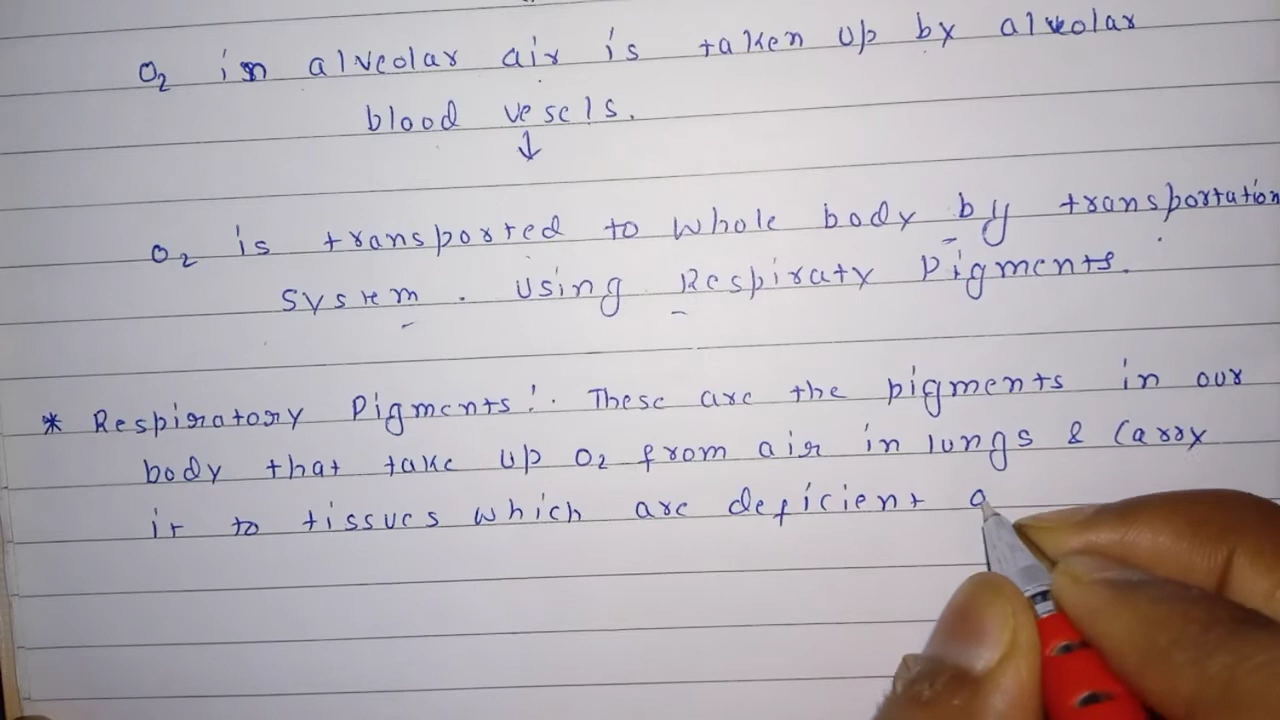 O2 in alveolar air is taken up by alveolar
blood vesels.
↓
O2 is transported to whole body by transportation
system. Using Respiraty Pigments.
* Respiratory Pigments:. These are the pigments in our
body that take up O2 from air in lungs & carry
it to tissues which are deficient